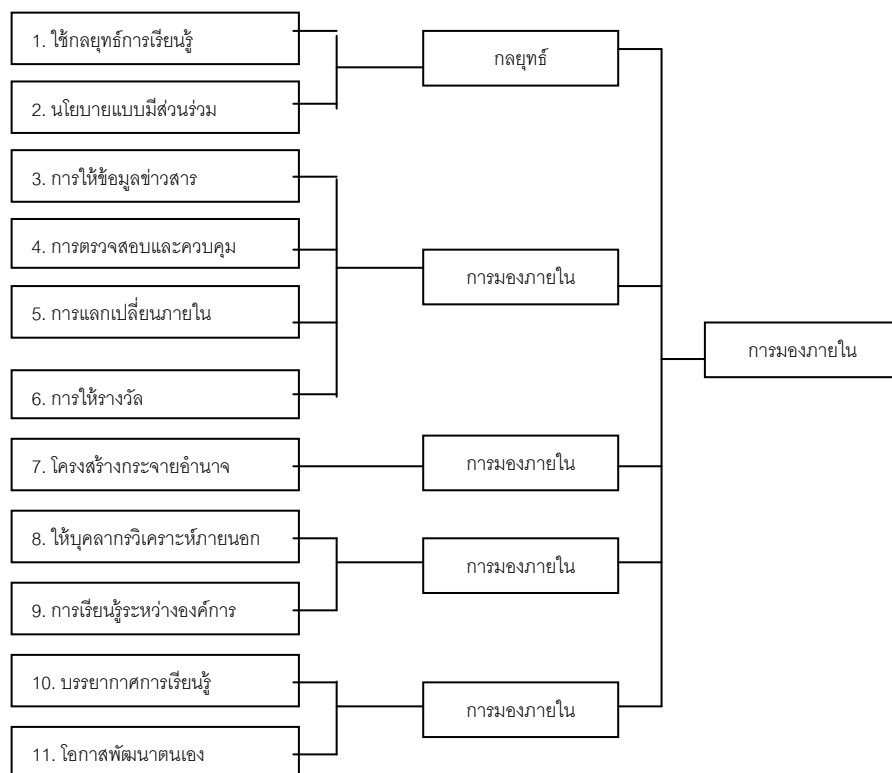 1. ใช้กลยุทธ์การเรียนรู้
กลยุทธ์
2. นโยบายแบบมีส่วนร่วม
3. การให้ข้อมูลข่าวสาร
4. การตรวจสอบและควบคุม
การมองภายใน
5. การแลกเปลี่ยนภายใน
การมองภายใน
6. การให้รางวัล
7. โครงสร้างกระจายอำนาจ
การมองภายใน
8. ให้บุคลากรวิเคราะห์ภายนอก
การมองภายใน
9. การเรียนรู้ระหว่างองค์การ
10. บรรยากาศการเรียนรู้
การมองภายใน
11. โอกาสพัฒนาตนเอง